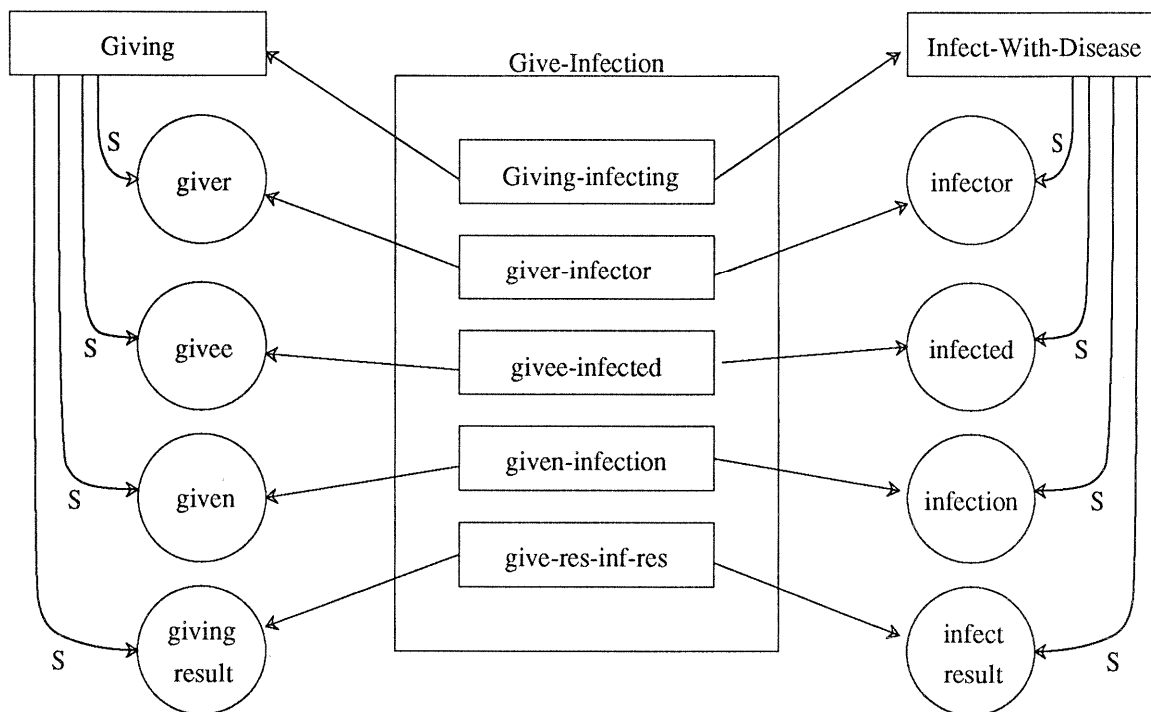 Giving
Give-Infection
Infect-With-Disease
S
giver
Giving-infecting
S
infector
giver-infector
S
givee
givee-infected
infected
S
S
given
given-infection
infection
S
give-res-inf-res
S
giving
result
infect
result
S